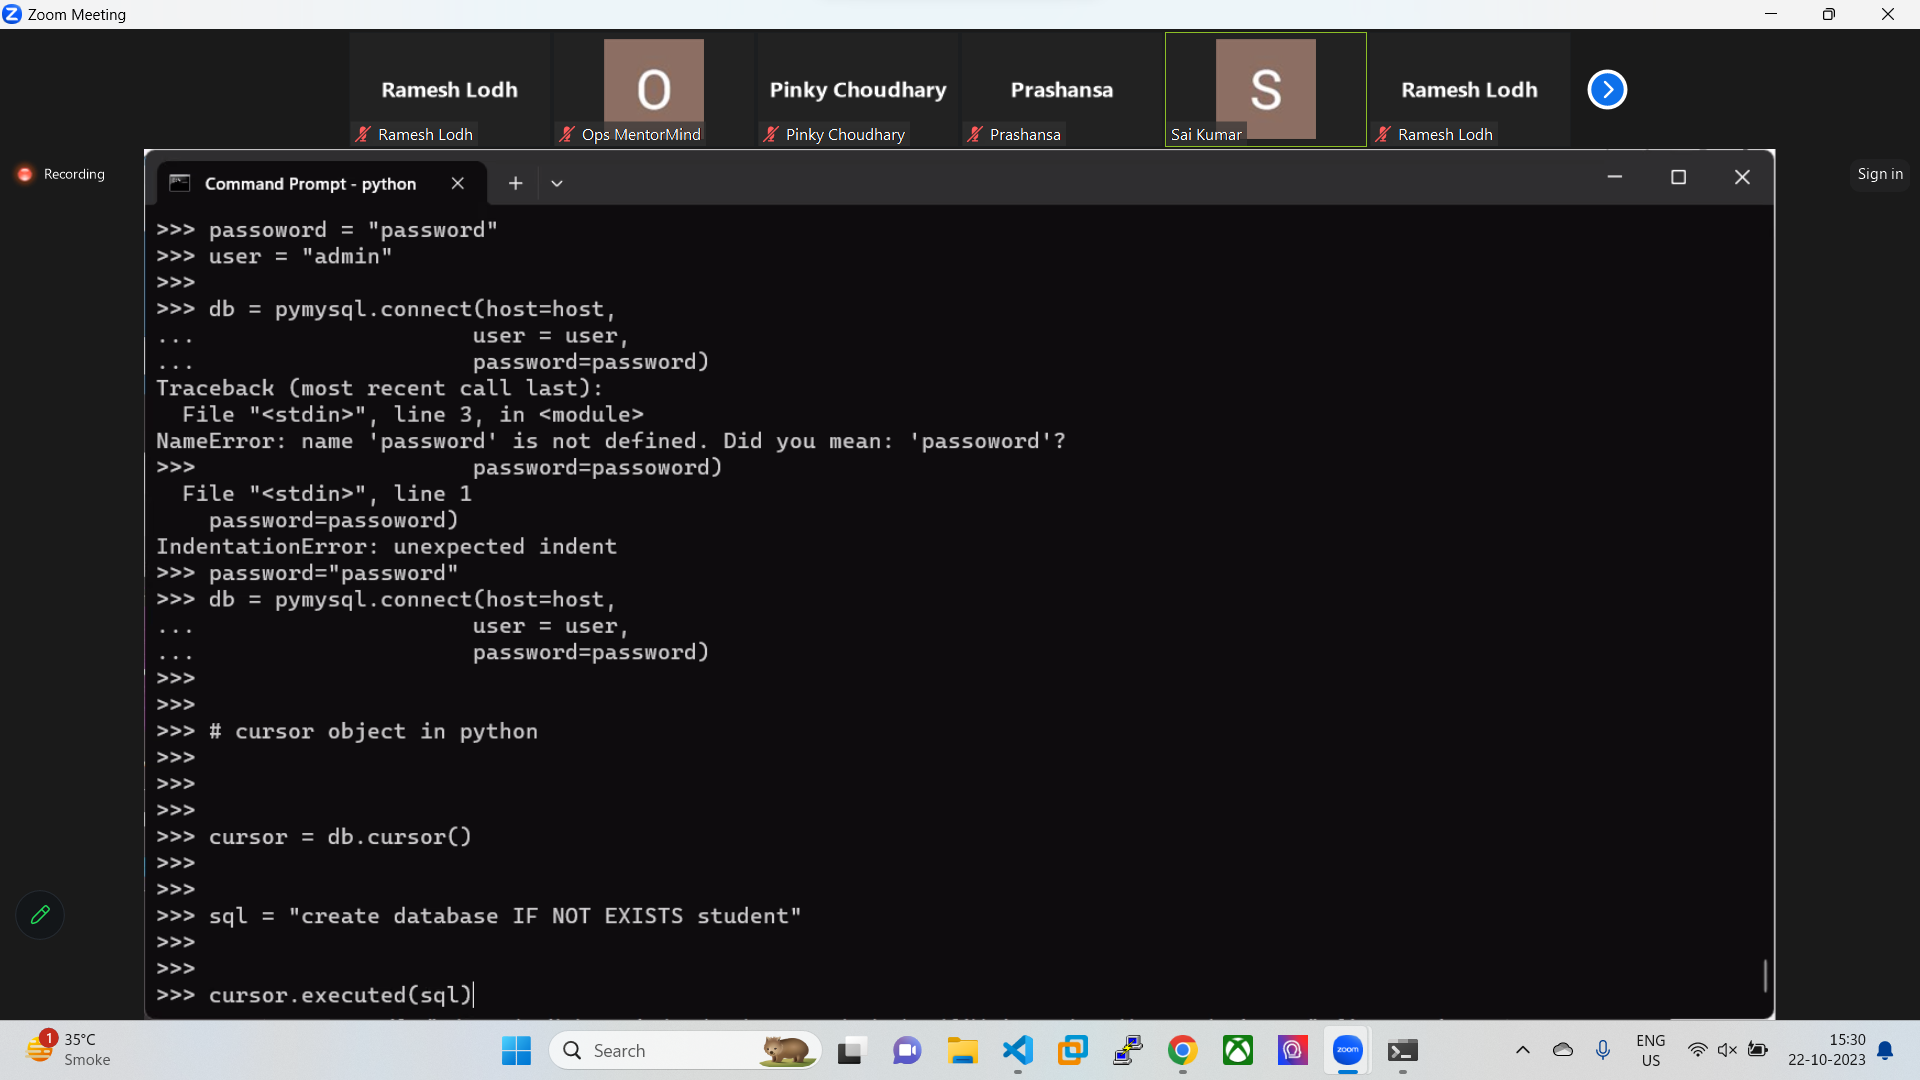 Zoom Meeting
Ramesh Lodh
Ramesh Lodh
O
Ops MentorMind
Pinky Choudhary
Pinky Choudhary
Prashansa
Prashansa
S
Sai Kumar
Ramesh Lodh
Ramesh Lodh
Recording
Sign in
Command Prompt - python
>>> passoword = "password"
>>> user = "admin"
>>>
>>> db = pymysql.connect(host=host,
...                     user = user,
...                     password=password)
Traceback (most recent call last):
  File "<stdin>", line 3, in <module>
NameError: name 'password' is not defined. Did you mean: 'passoword'?
>>>                     password=passoword)
  File "<stdin>", line 1
    password=passoword)
IndentationError: unexpected indent
>>> password="password"
>>> db = pymysql.connect(host=host,
...                     user = user,
...                     password=password)
>>>
>>>
>>> # cursor object in python
>>>
>>>
>>>
>>> cursor = db.cursor()
>>>
>>>
>>> sql = "create database IF NOT EXISTS student"
>>>
>>>
>>> cursor.executed(sql)
1
35°C
Smoke
Search
zoom
ENG
US
15:30
22-10-2023